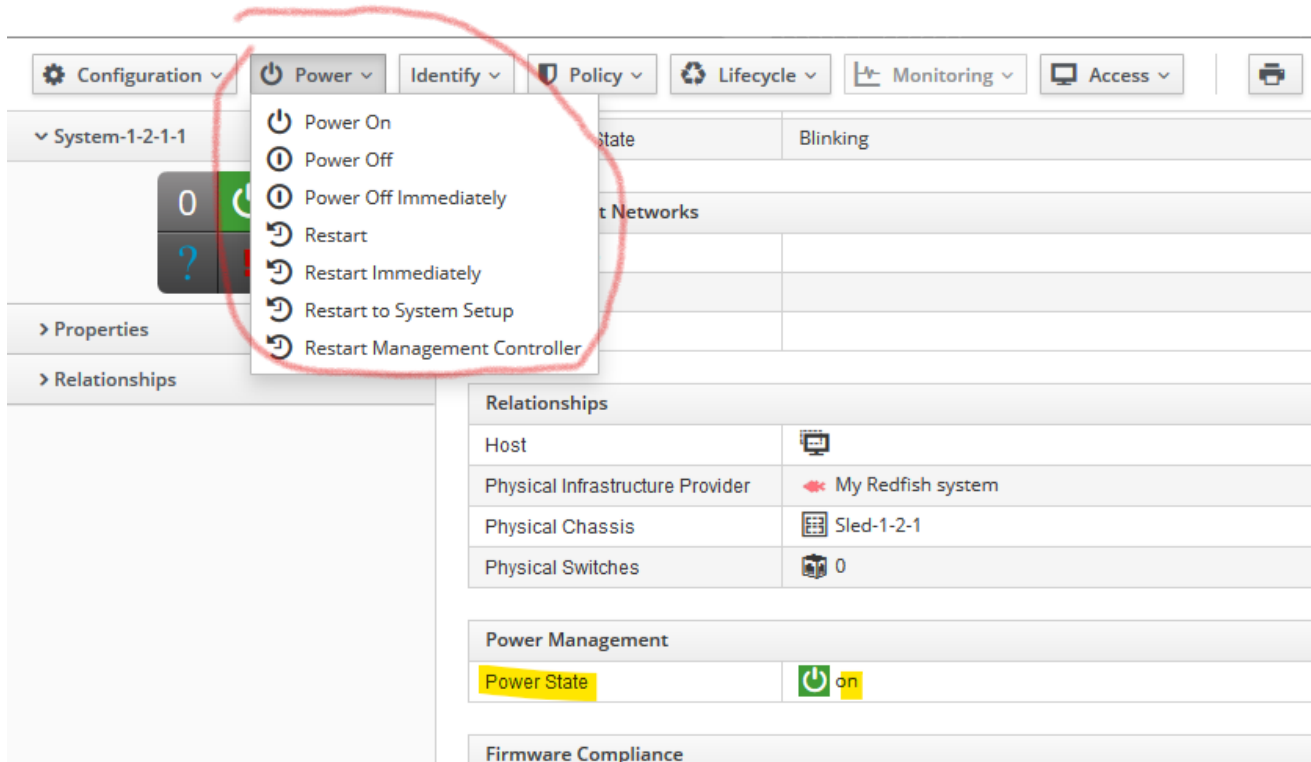 Configuration Power Identify Policy Lifecycle Monitoring Access
Power On
Power Off
Power Off Immediately
Restart
Restart Immediately
Restart to System Setup
Restart Management Controller
System-1-2-1-1
0
?
!
Properties
Relationships
State Blinking
t Networks
Relationships
Host
Physical Infrastructure Provider My Redfish system
Physical Chassis Sled-1-2-1
Physical Switches 0
Power Management
Power State on
Firmware Compliance